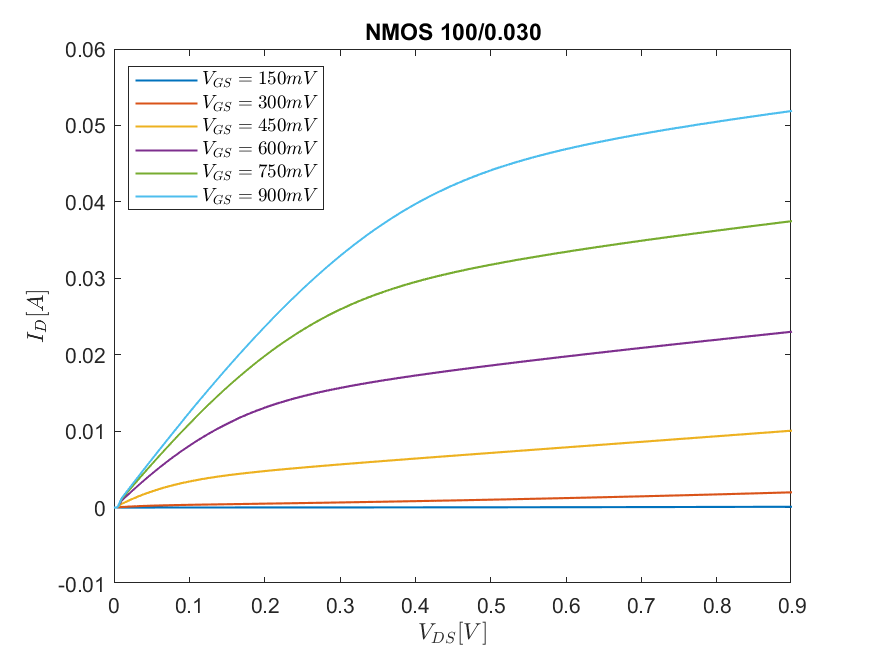 NMOS 100/0.030
0.06
0.05
0.04
0.03
0.02
0.01
0
-0.01
I_D[A]
V_GS = 150mV
V_GS = 300mV
V_GS = 450mV
V_GS = 600mV
V_GS = 750mV
V_GS = 900mV
0 0.1 0.2 0.3 0.4 0.5 0.6 0.7 0.8 0.9
V_DS[V]